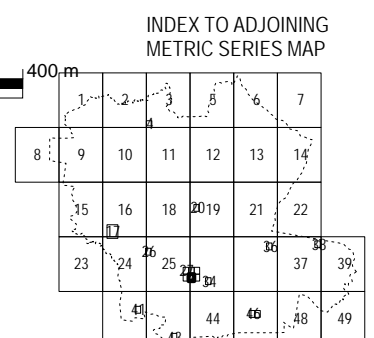 INDEX TO ADJOINING
METRIC SERIES MAP
400 m
1 2 3 5 6 7
4
8 9 10 11 12 13 14
15 16 18 20 19 21 22
17
23 24 26 25 36 37 38 39
27 34
41 44 46 48 49